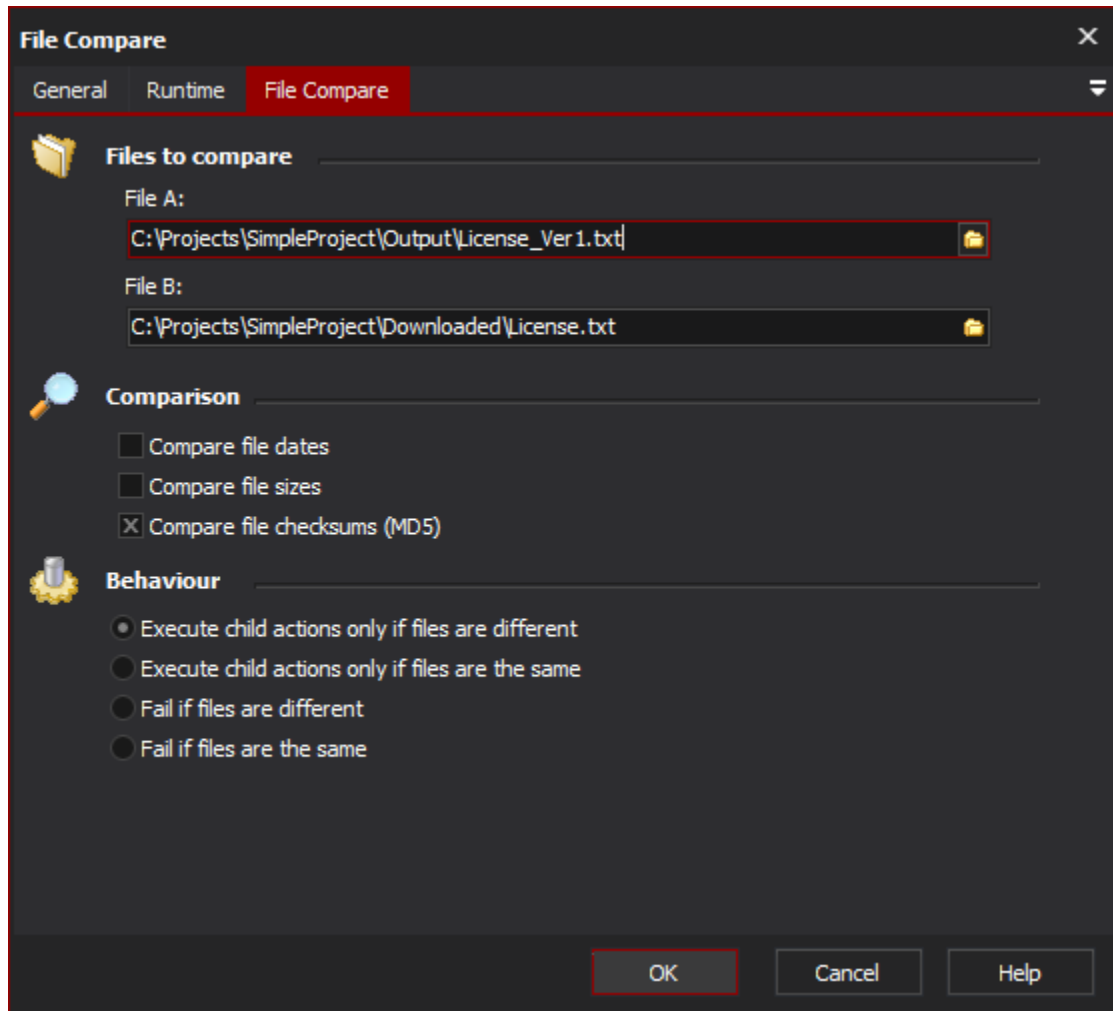 File Compare
General Runtime File Compare
Files to compare
File A:
C:\Projects\SimpleProject\Output\License_Ver1.txt
File B:
C:\Projects\SimpleProject\Downloaded\License.txt
Comparison
Compare file dates
Compare file sizes
Compare file checksums (MD5)
Behaviour
Execute child actions only if files are different
Execute child actions only if files are the same
Fail if files are different
Fail if files are the same
OK Cancel Help